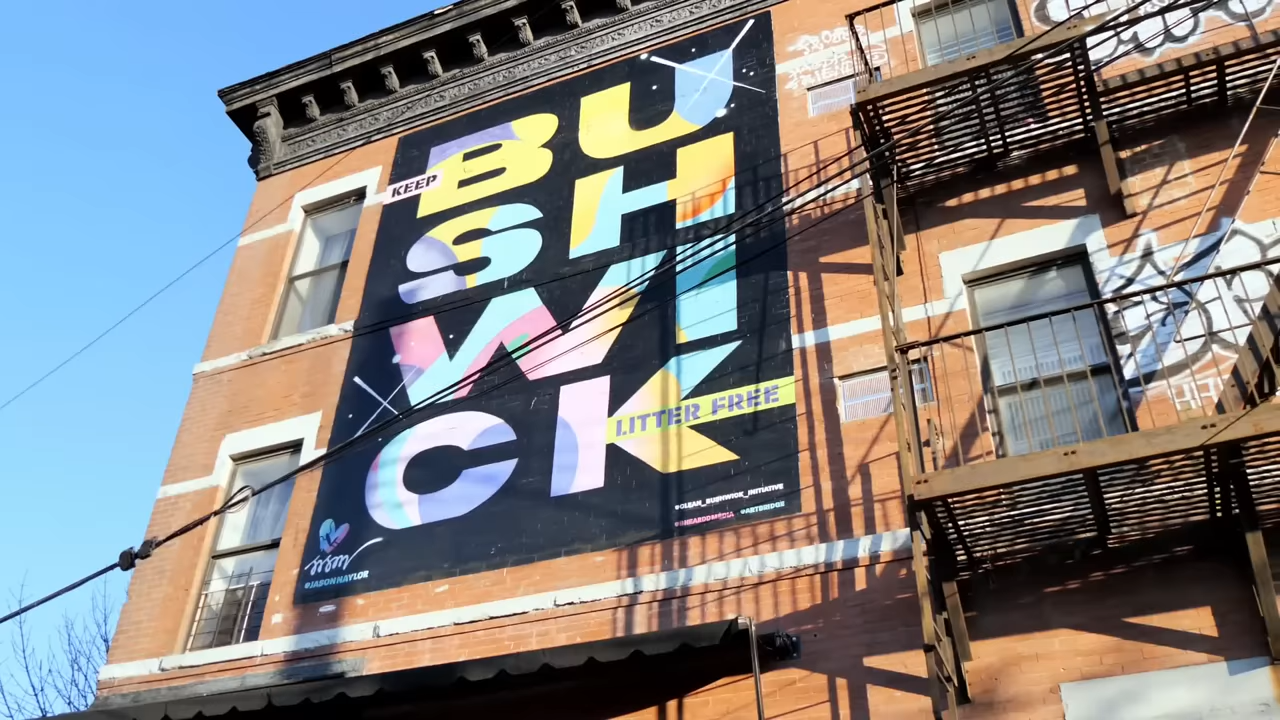 KEEP
BU
SH
WI
CK
LITTER FREE
@CLEAN_BUSHWICK_INITIATIVE
@ARTBRIDGE
@JASONNAYLOR